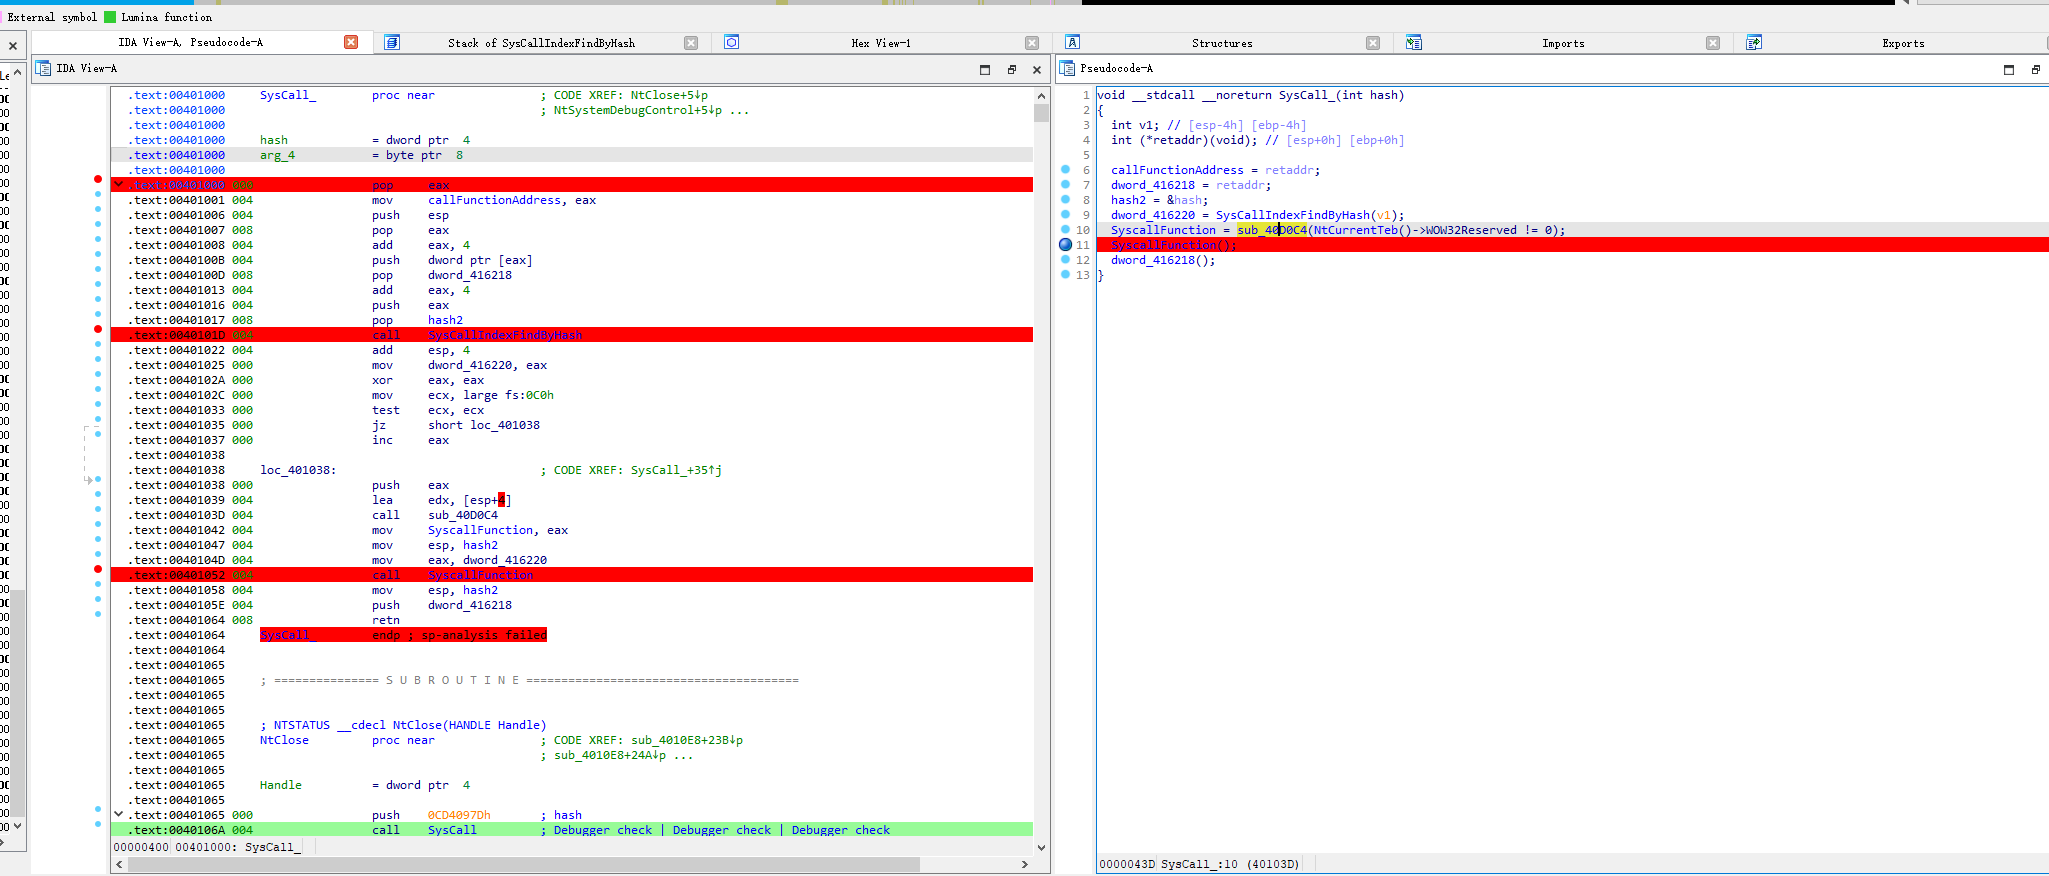 External symbol Lumina function
IDA View-A, Pseudocode-A Stack of SysCallIndexFindByHash Hex View-1 Structures Imports Exports
IDA View-A
.text:00401000 SysCall_ proc near ; CODE XREF: NtClose+5↓p
.text:00401000 ; NtSystemDebugControl+5↓p ...
.text:00401000
.text:00401000 hash = dword ptr 4
.text:00401000 arg_4 = byte ptr 8
.text:00401000
.text:00401000 000 pop eax
.text:00401001 004 mov callFunctionAddress, eax
.text:00401006 004 push esp
.text:00401007 008 pop eax
.text:00401008 004 add eax, 4
.text:0040100B 004 push dword ptr [eax]
.text:0040100D 008 pop dword_416218
.text:00401013 004 add eax, 4
.text:00401016 004 push eax
.text:00401017 008 pop hash2
.text:0040101D 004 call SysCallIndexFindByHash
.text:00401022 004 add esp, 4
.text:00401025 000 mov dword_416220, eax
.text:0040102A 000 xor eax, eax
.text:0040102C 000 mov ecx, large fs:0C0h
.text:00401033 000 test ecx, ecx
.text:00401035 000 jz short loc_401038
.text:00401037 000 inc eax
.text:00401038
.text:00401038 loc_401038: ; CODE XREF: SysCall_+35↑j
.text:00401038 000 push eax
.text:00401039 004 lea edx, [esp+4]
.text:0040103D 004 call sub_40D0C4
.text:00401042 004 mov SyscallFunction, eax
.text:00401047 004 mov esp, hash2
.text:0040104D 004 mov eax, dword_416220
.text:00401052 004 call SyscallFunction
.text:00401058 004 mov esp, hash2
.text:0040105E 004 push dword_416218
.text:00401064 008 retn
.text:00401064 SysCall_ endp ; sp-analysis failed
.text:00401064
.text:00401065
.text:00401065 ; =============== S U B R O U T I N E =======================================
.text:00401065
.text:00401065
.text:00401065 ; NTSTATUS __cdecl NtClose(HANDLE Handle)
.text:00401065 NtClose proc near ; CODE XREF: sub_4010E8+23B↓p
.text:00401065 ; sub_4010E8+24A↓p ...
.text:00401065
.text:00401065 Handle = dword ptr 4
.text:00401065
.text:00401065 000 push 0CD4097Dh ; hash
.text:0040106A 004 call SysCall_ ; Debugger check | Debugger check | Debugger check
00000400 00401000: SysCall_
Pseudocode-A
1 void __stdcall __noreturn SysCall_(int hash)
2 {
3 int v1; // [esp-4h] [ebp-4h]
4 int (*retaddr)(void); // [esp+0h] [ebp+0h]
5
6 callFunctionAddress = retaddr;
7 dword_416218 = retaddr;
8 hash2 = &hash;
9 dword_416220 = SysCallIndexFindByHash(v1);
10 SyscallFunction = sub_40D0C4(NtCurrentTeb()->WOW32Reserved != 0);
11 SyscallFunction();
12 dword_416218();
13 }
0000043D SysCall_:10 (40103D)